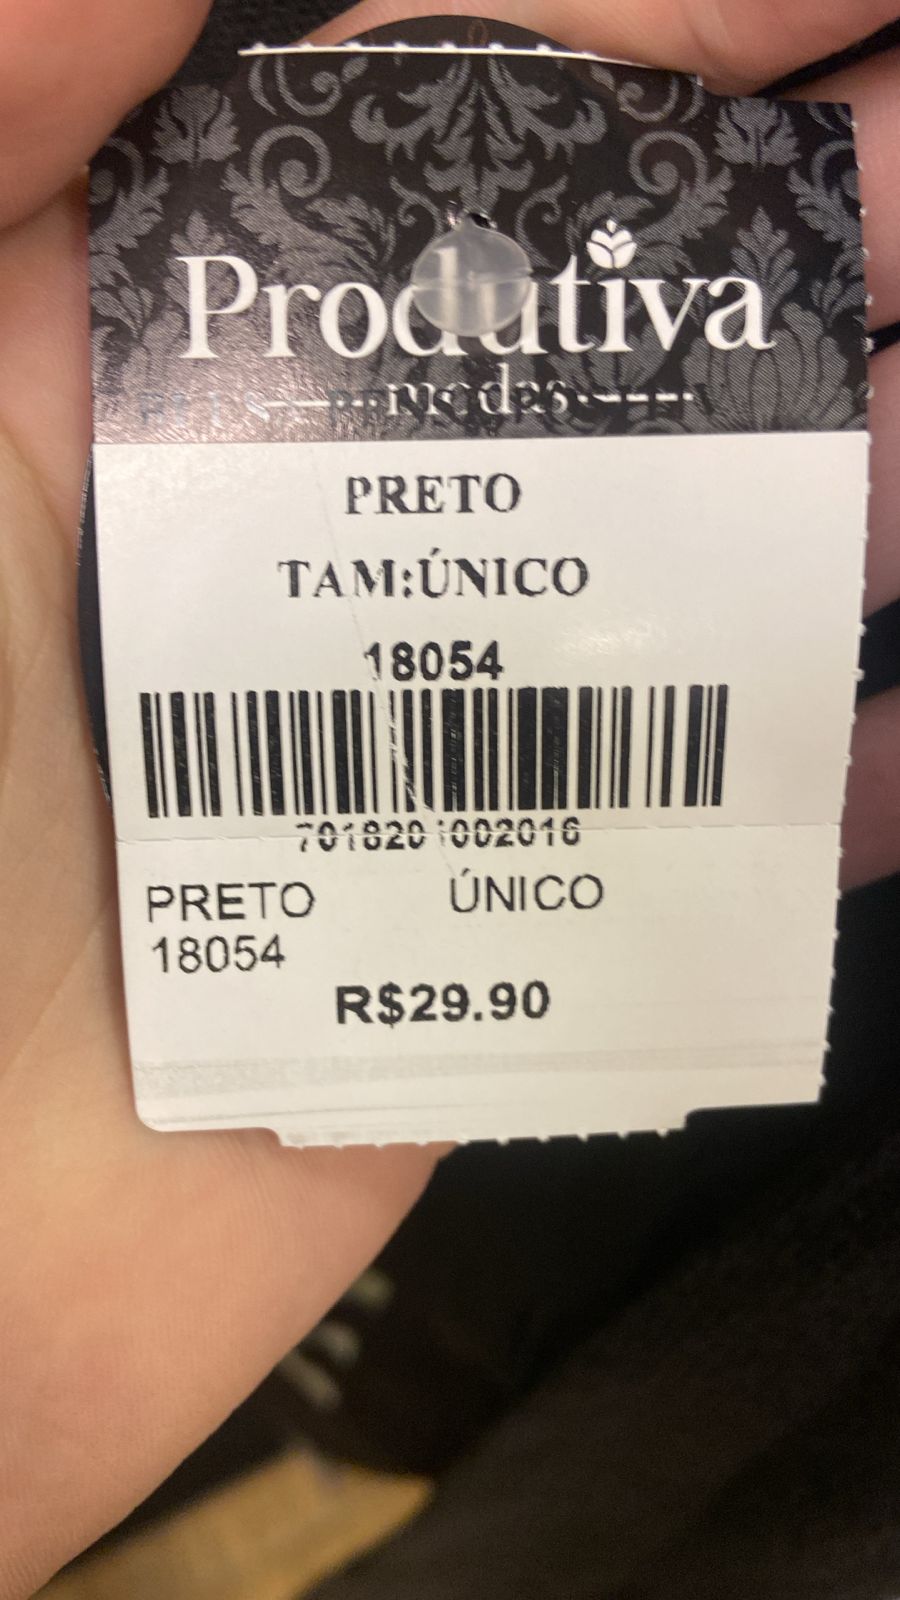 Produtiva
modas
PRETO
TAM:ÚNICO
18054
PRETO ÚNICO
18054
R$29.90